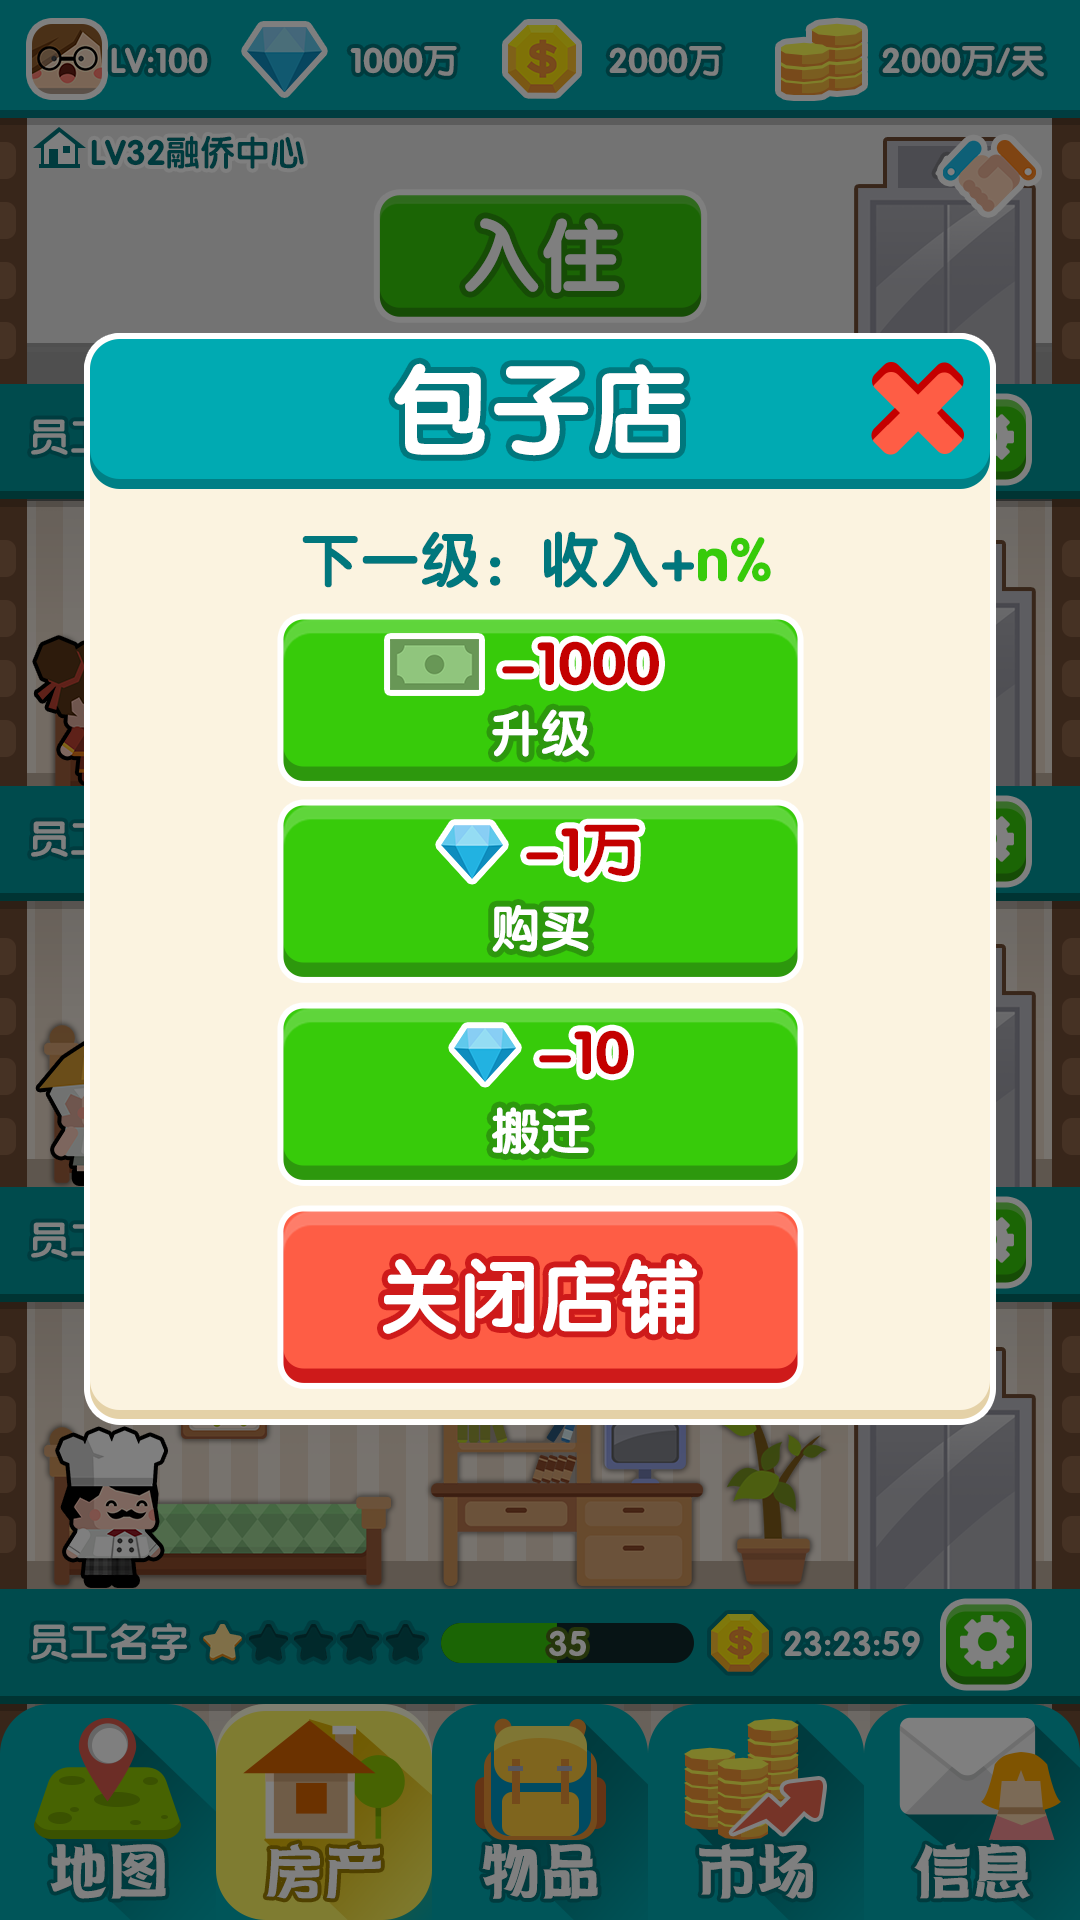 LV:100 1000万 2000万 2000万/天
LV32融侨中心
入住
包子店
下一级：收入+n%
-1000
升级
-1万
购买
-10
搬迁
关闭店铺
员工名字 35 23:23:59
地图 房产 物品 市场 信息